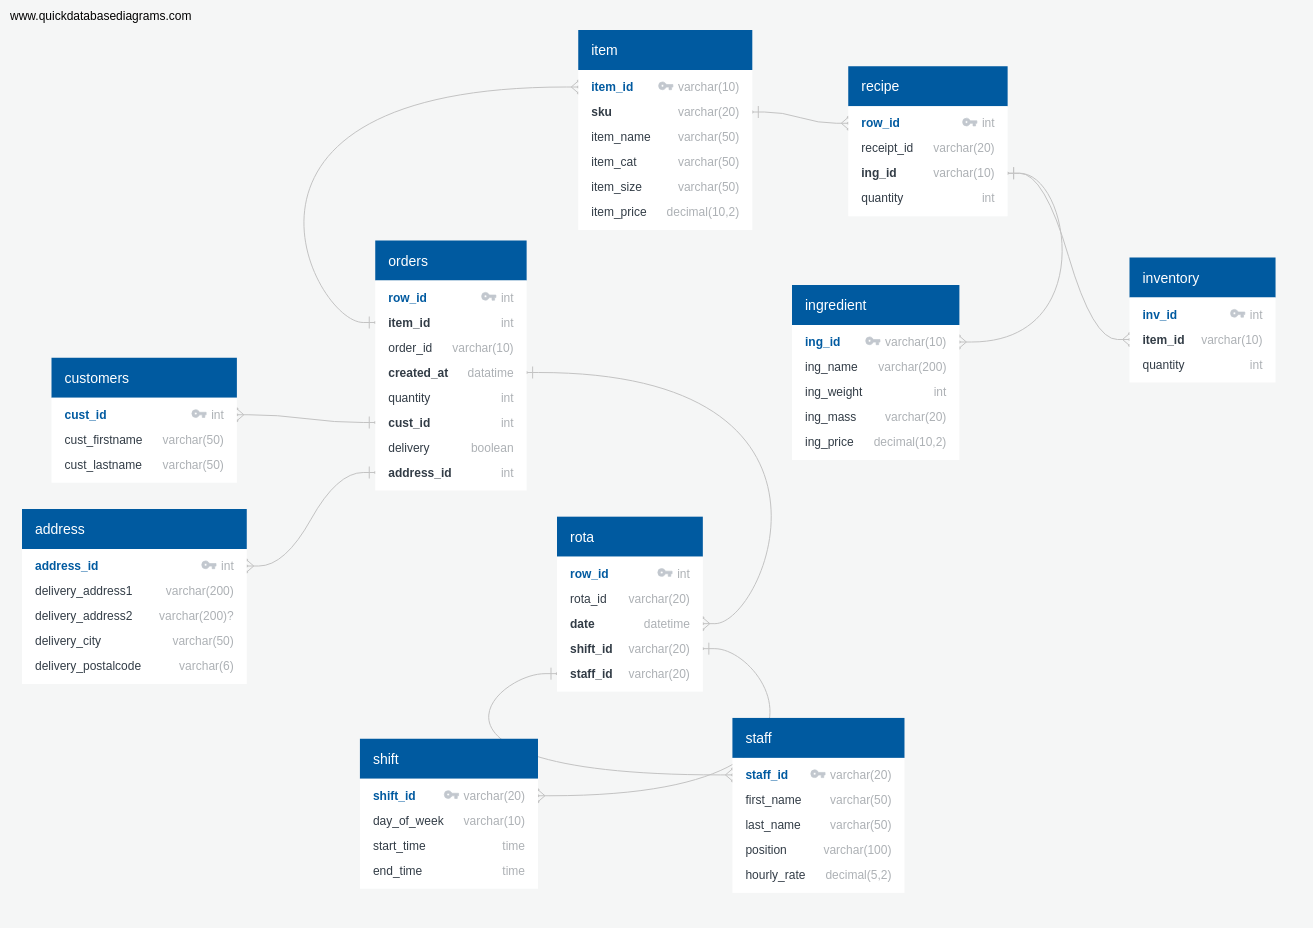 www.quickdatabasediagrams.com
item
item_id varchar(10)
sku varchar(20)
item_name varchar(50)
item_cat varchar(50)
item_size varchar(50)
item_price decimal(10,2)
recipe
row_id int
receipt_id varchar(20)
ing_id varchar(10)
quantity int
orders
row_id int
item_id int
order_id varchar(10)
created_at datatime
quantity int
cust_id int
delivery boolean
address_id int
inventory
inv_id int
item_id varchar(10)
quantity int
ingredient
ing_id varchar(10)
ing_name varchar(200)
ing_weight int
ing_mass varchar(20)
ing_price decimal(10,2)
customers
cust_id int
cust_firstname varchar(50)
cust_lastname varchar(50)
address
address_id int
delivery_address1 varchar(200)
delivery_address2 varchar(200)?
delivery_city varchar(50)
delivery_postalcode varchar(6)
rota
row_id int
rota_id varchar(20)
date datetime
shift_id varchar(20)
staff_id varchar(20)
shift
shift_id varchar(20)
day_of_week varchar(10)
start_time time
end_time time
staff
staff_id varchar(20)
first_name varchar(50)
last_name varchar(50)
position varchar(100)
hourly_rate decimal(5,2)